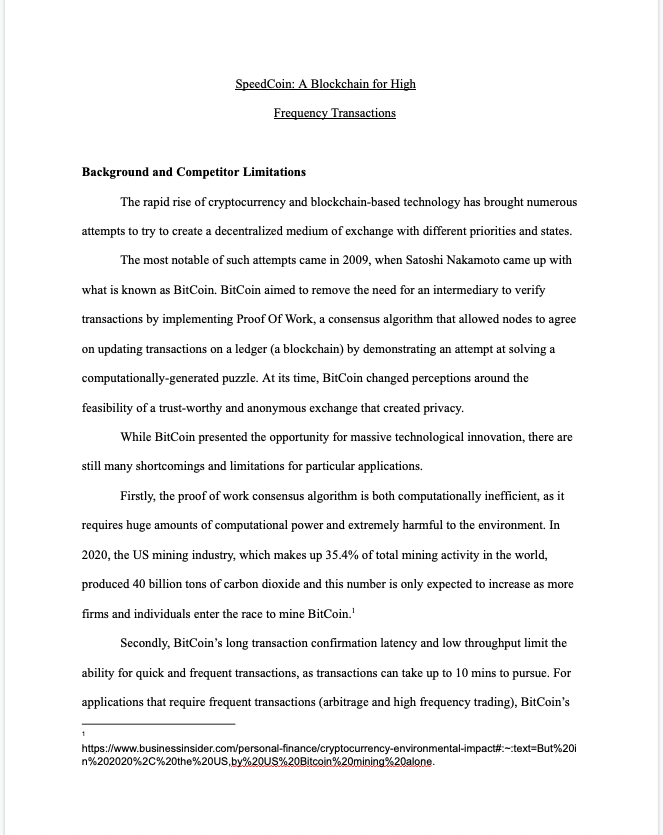 SpeedCoin: A Blockchain for High
Frequency Transactions
Background and Competitor Limitations
The rapid rise of cryptocurrency and blockchain-based technology has brought numerous
attempts to try to create a decentralized medium of exchange with different priorities and states.
The most notable of such attempts came in 2009, when Satoshi Nakamoto came up with
what is known as BitCoin. BitCoin aimed to remove the need for an intermediary to verify
transactions by implementing Proof Of Work, a consensus algorithm that allowed nodes to agree
on updating transactions on a ledger (a blockchain) by demonstrating an attempt at solving a
computationally-generated puzzle. At its time, BitCoin changed perceptions around the
feasibility of a trust-worthy and anonymous exchange that created privacy.
While BitCoin presented the opportunity for massive technological innovation, there are
still many shortcomings and limitations for particular applications.
Firstly, the proof of work consensus algorithm is both computationally inefficient, as it
requires huge amounts of computational power and extremely harmful to the environment. In
2020, the US mining industry, which makes up 35.4% of total mining activity in the world,
produced 40 billion tons of carbon dioxide and this number is only expected to increase as more
firms and individuals enter the race to mine BitCoin.1
Secondly, BitCoin's long transaction confirmation latency and low throughput limit the
ability for quick and frequent transactions, as transactions can take up to 10 mins to pursue. For
applications that require frequent transactions (arbitrage and high frequency trading), BitCoin's
1
https://www.businessinsider.com/personal-finance/cryptocurrency-environmental-impact#:~:text=But%20i
n%202020%2C%20the%20US,by%20US%20Bitcoin%20mining%20alone.